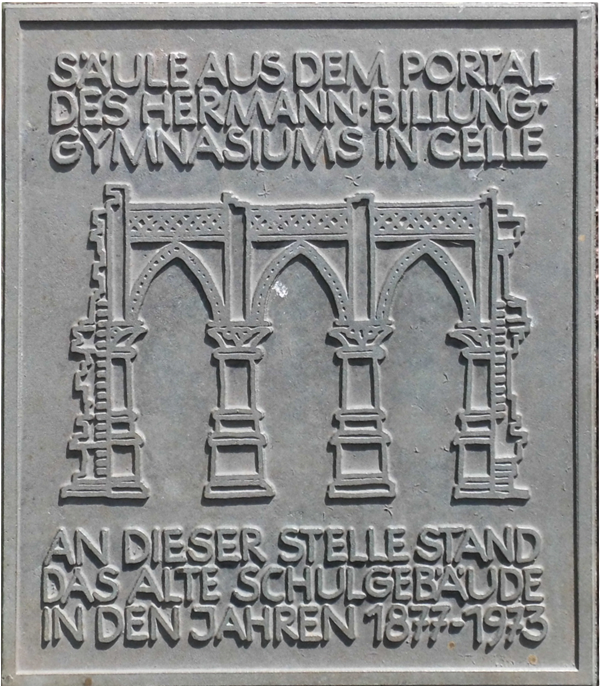 SÄULE AUS DEM PORTAL
DES HERMANN·BILLUNG·
GYMNASIUMS IN CELLE
AN DIESER STELLE STAND
DAS ALTE SCHULGEBÄUDE
IN DEN JAHREN 1877-1973